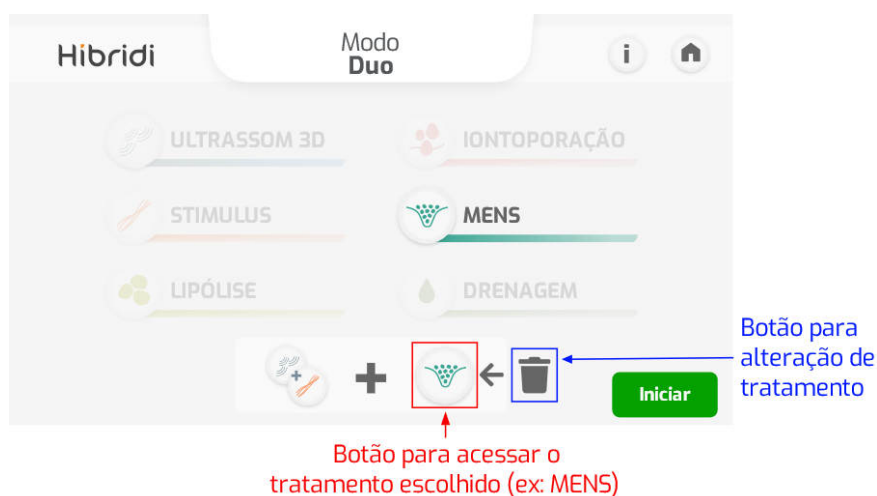 Hibridi
Modo
Duo
i
ULTRASSOM 3D
IONTOPORAÇÃO
STIMULUS
MENS
LIPÓLISE
DRENAGEM
Botão para
alteração de
tratamento
Iniciar
Botão para acessar o
tratamento escolhido (ex: MENS)